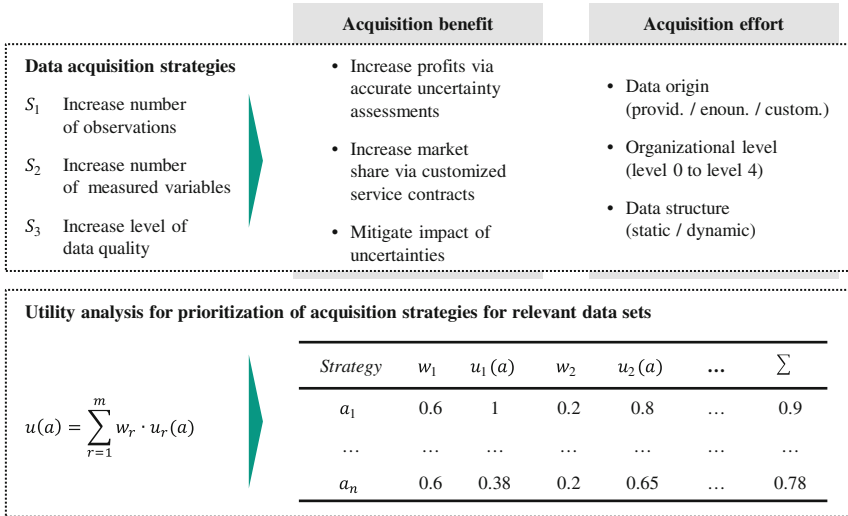 Acquisition benefit
Acquisition effort
Data acquisition strategies
S₁ Increase number
of observations
S₂ Increase number
of measured variables
S₃ Increase level of
data quality
• Increase profits via
accurate uncertainty
assessments
• Increase market
share via customized
service contracts
• Mitigate impact of
uncertainties
• Data origin
(provid. / enoun. / custom.)
• Organizational level
(level 0 to level 4)
• Data structure
(static / dynamic)
Utility analysis for prioritization of acquisition strategies for relevant data sets
u(a) = ∑_{r=1}^{m} w_r · u_r(a)
Strategy w₁ u₁(a) w₂ u₂(a) ... ∑
a₁ 0.6 1 0.2 0.8 … 0.9
… … … … … … …
aₙ 0.6 0.38 0.2 0.65 … 0.78